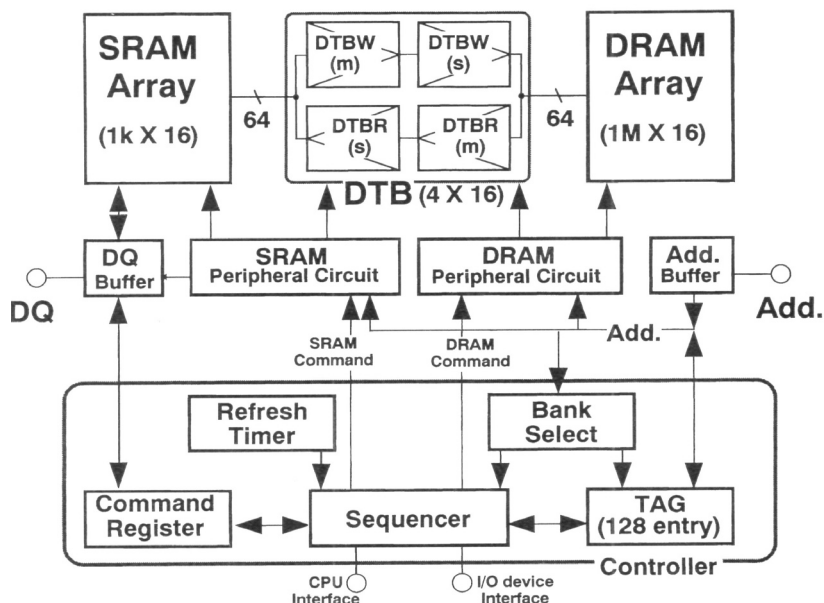 SRAM
Array
(1k X 16)
64
DTBW
(m)
DTBW
(s)
DTBR
(s)
DTBR
(m)
DTB (4 X 16)
64
DRAM
Array
(1M X 16)
DQ
Buffer
DQ
SRAM
Peripheral Circuit
DRAM
Peripheral Circuit
Add.
Buffer
Add.
SRAM
Command
DRAM
Command
Add.
Refresh
Timer
Bank
Select
Command
Register
Sequencer
TAG
(128 entry)
Controller
CPU
Interface
I/O device
Interface